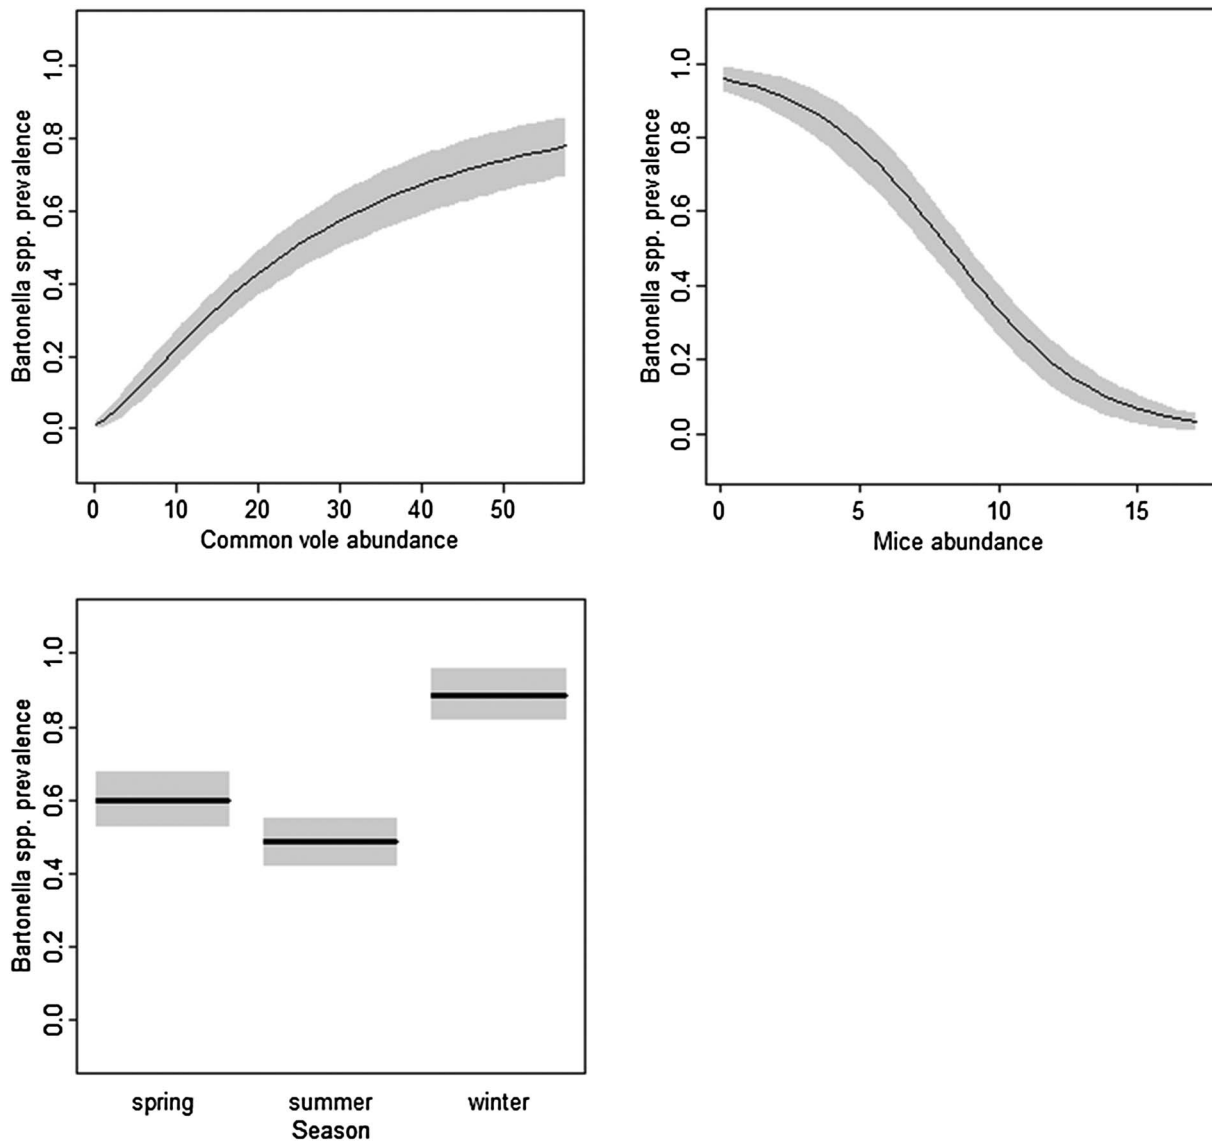 Bartonella spp. prevalence
1.0
0.8
0.6
0.4
0.2
0.0
0 10 20 30 40 50
Common vole abundance
Bartonella spp. prevalence
1.0
0.8
0.6
0.4
0.2
0.0
0 5 10 15
Mice abundance
Bartonella spp. prevalence
1.0
0.8
0.6
0.4
0.2
0.0
spring summer winter
Season